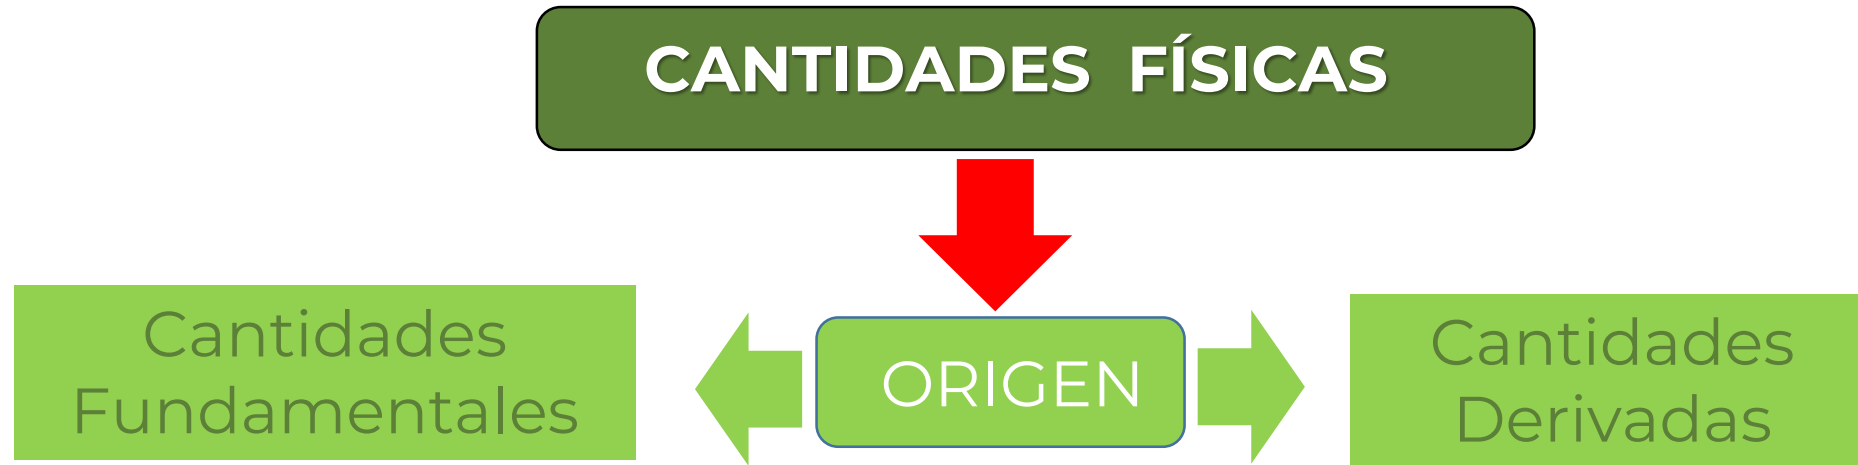 CANTIDADES FÍSICAS
Cantidades
Fundamentales
ORIGEN
Cantidades
Derivadas